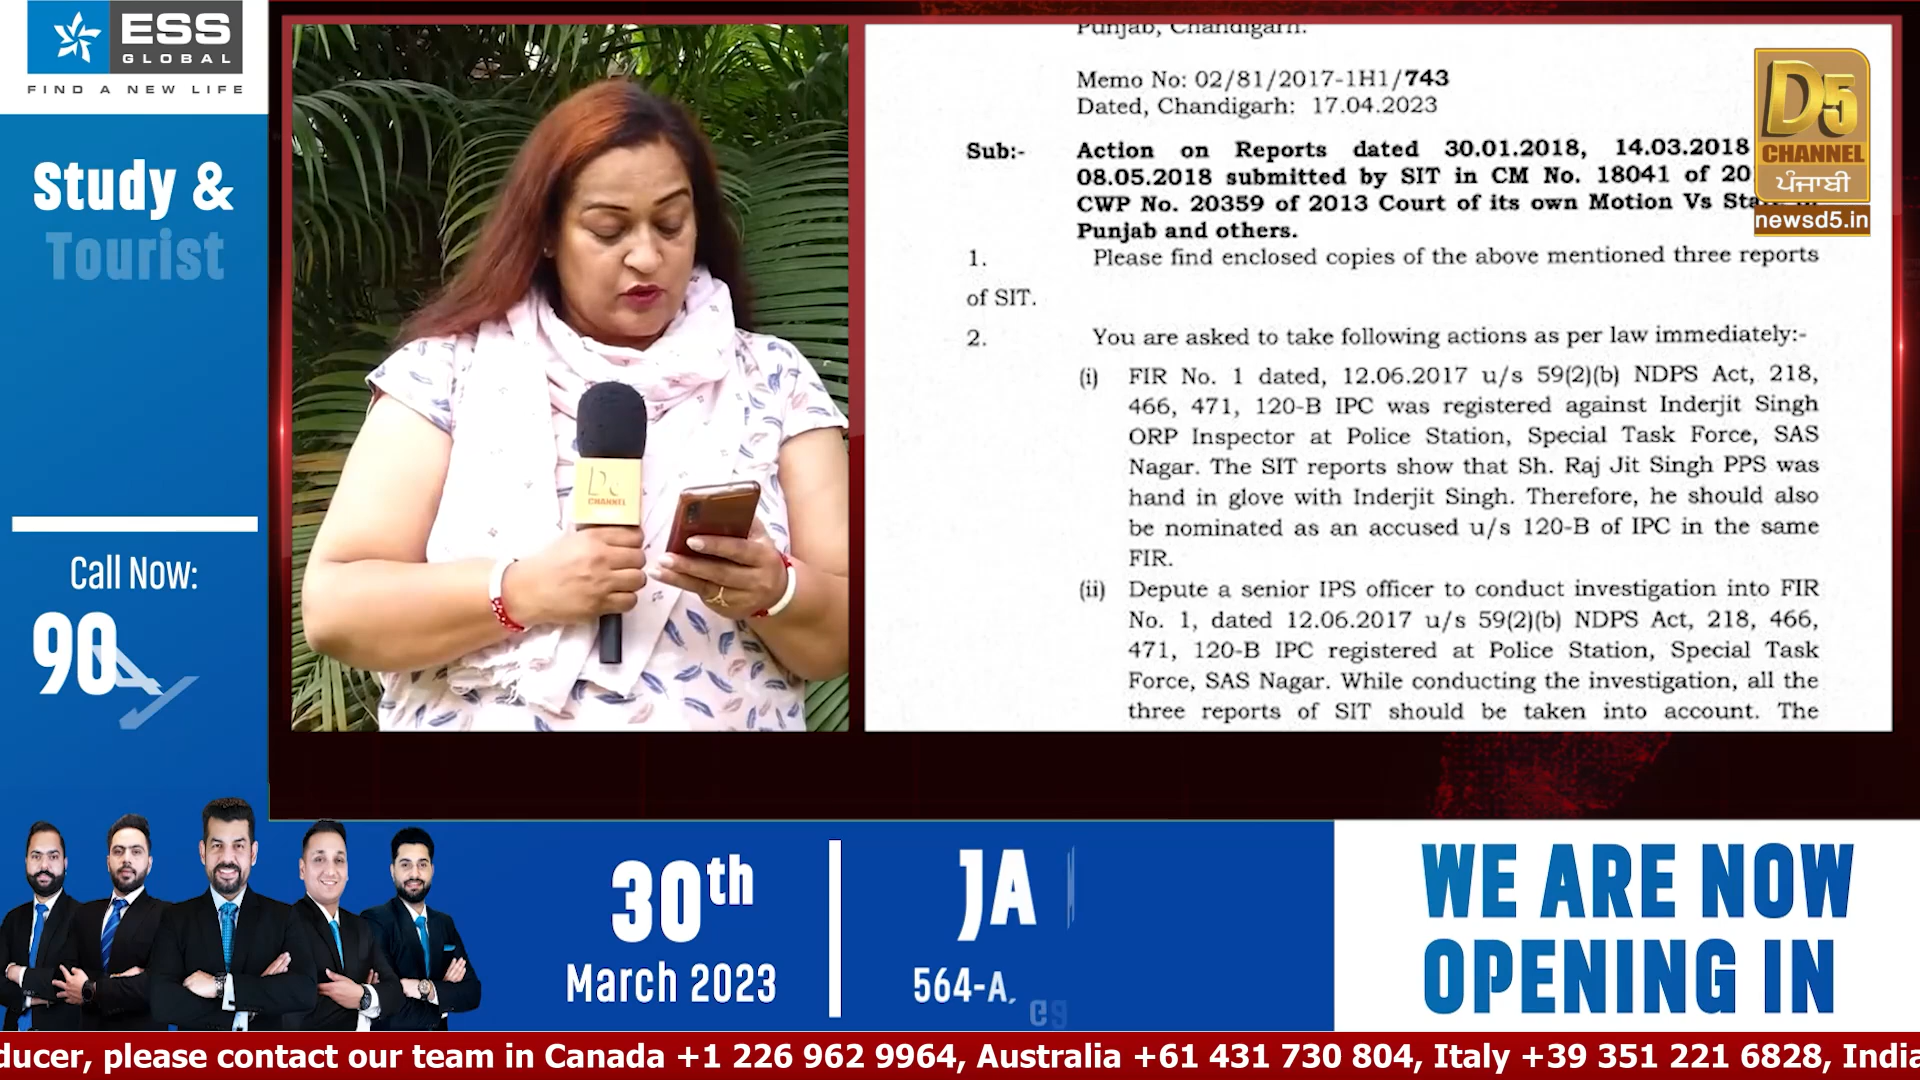 ESS
GLOBAL
FIND A NEW LIFE
Study &
Tourist
Call Now:
90
Punjab, Chandigarh.
Memo No: 02/81/2017-1H1/743
Dated, Chandigarh: 17.04.2023
Sub:- Action on Reports dated 30.01.2018, 14.03.2018
08.05.2018 submitted by SIT in CM No. 18041 of
CWP No. 20359 of 2013 Court of its own Motion Vs
Punjab and others.
1. Please find enclosed copies of the above mentioned three reports
of SIT.
2. You are asked to take following actions as per law immediately:-
(i) FIR No. 1 dated, 12.06.2017 u/s 59(2)(b) NDPS Act, 218,
466, 471, 120-B IPC was registered against Inderjit Singh
ORP Inspector at Police Station, Special Task Force, SAS
Nagar. The SIT reports show that Sh. Raj Jit Singh PPS was
hand in glove with Inderjit Singh. Therefore, he should also
be nominated as an accused u/s 120-B of IPC in the same
FIR.
(ii) Depute a senior IPS officer to conduct investigation into FIR
No. 1, dated 12.06.2017 u/s 59(2)(b) NDPS Act, 218, 466,
471, 120-B IPC registered at Police Station, Special Task
Force, SAS Nagar. While conducting the investigation, all the
three reports of SIT should be taken into account. The
D5
CHANNEL
ਪੰਜਾਬੀ
newsd5.in
D5
CHANNEL
30th
March 2023
JA
564-A,
WE ARE NOW
OPENING IN
ducer, please contact our team in Canada +1 226 962 9964, Australia +61 431 730 804, Italy +39 351 221 6828, India